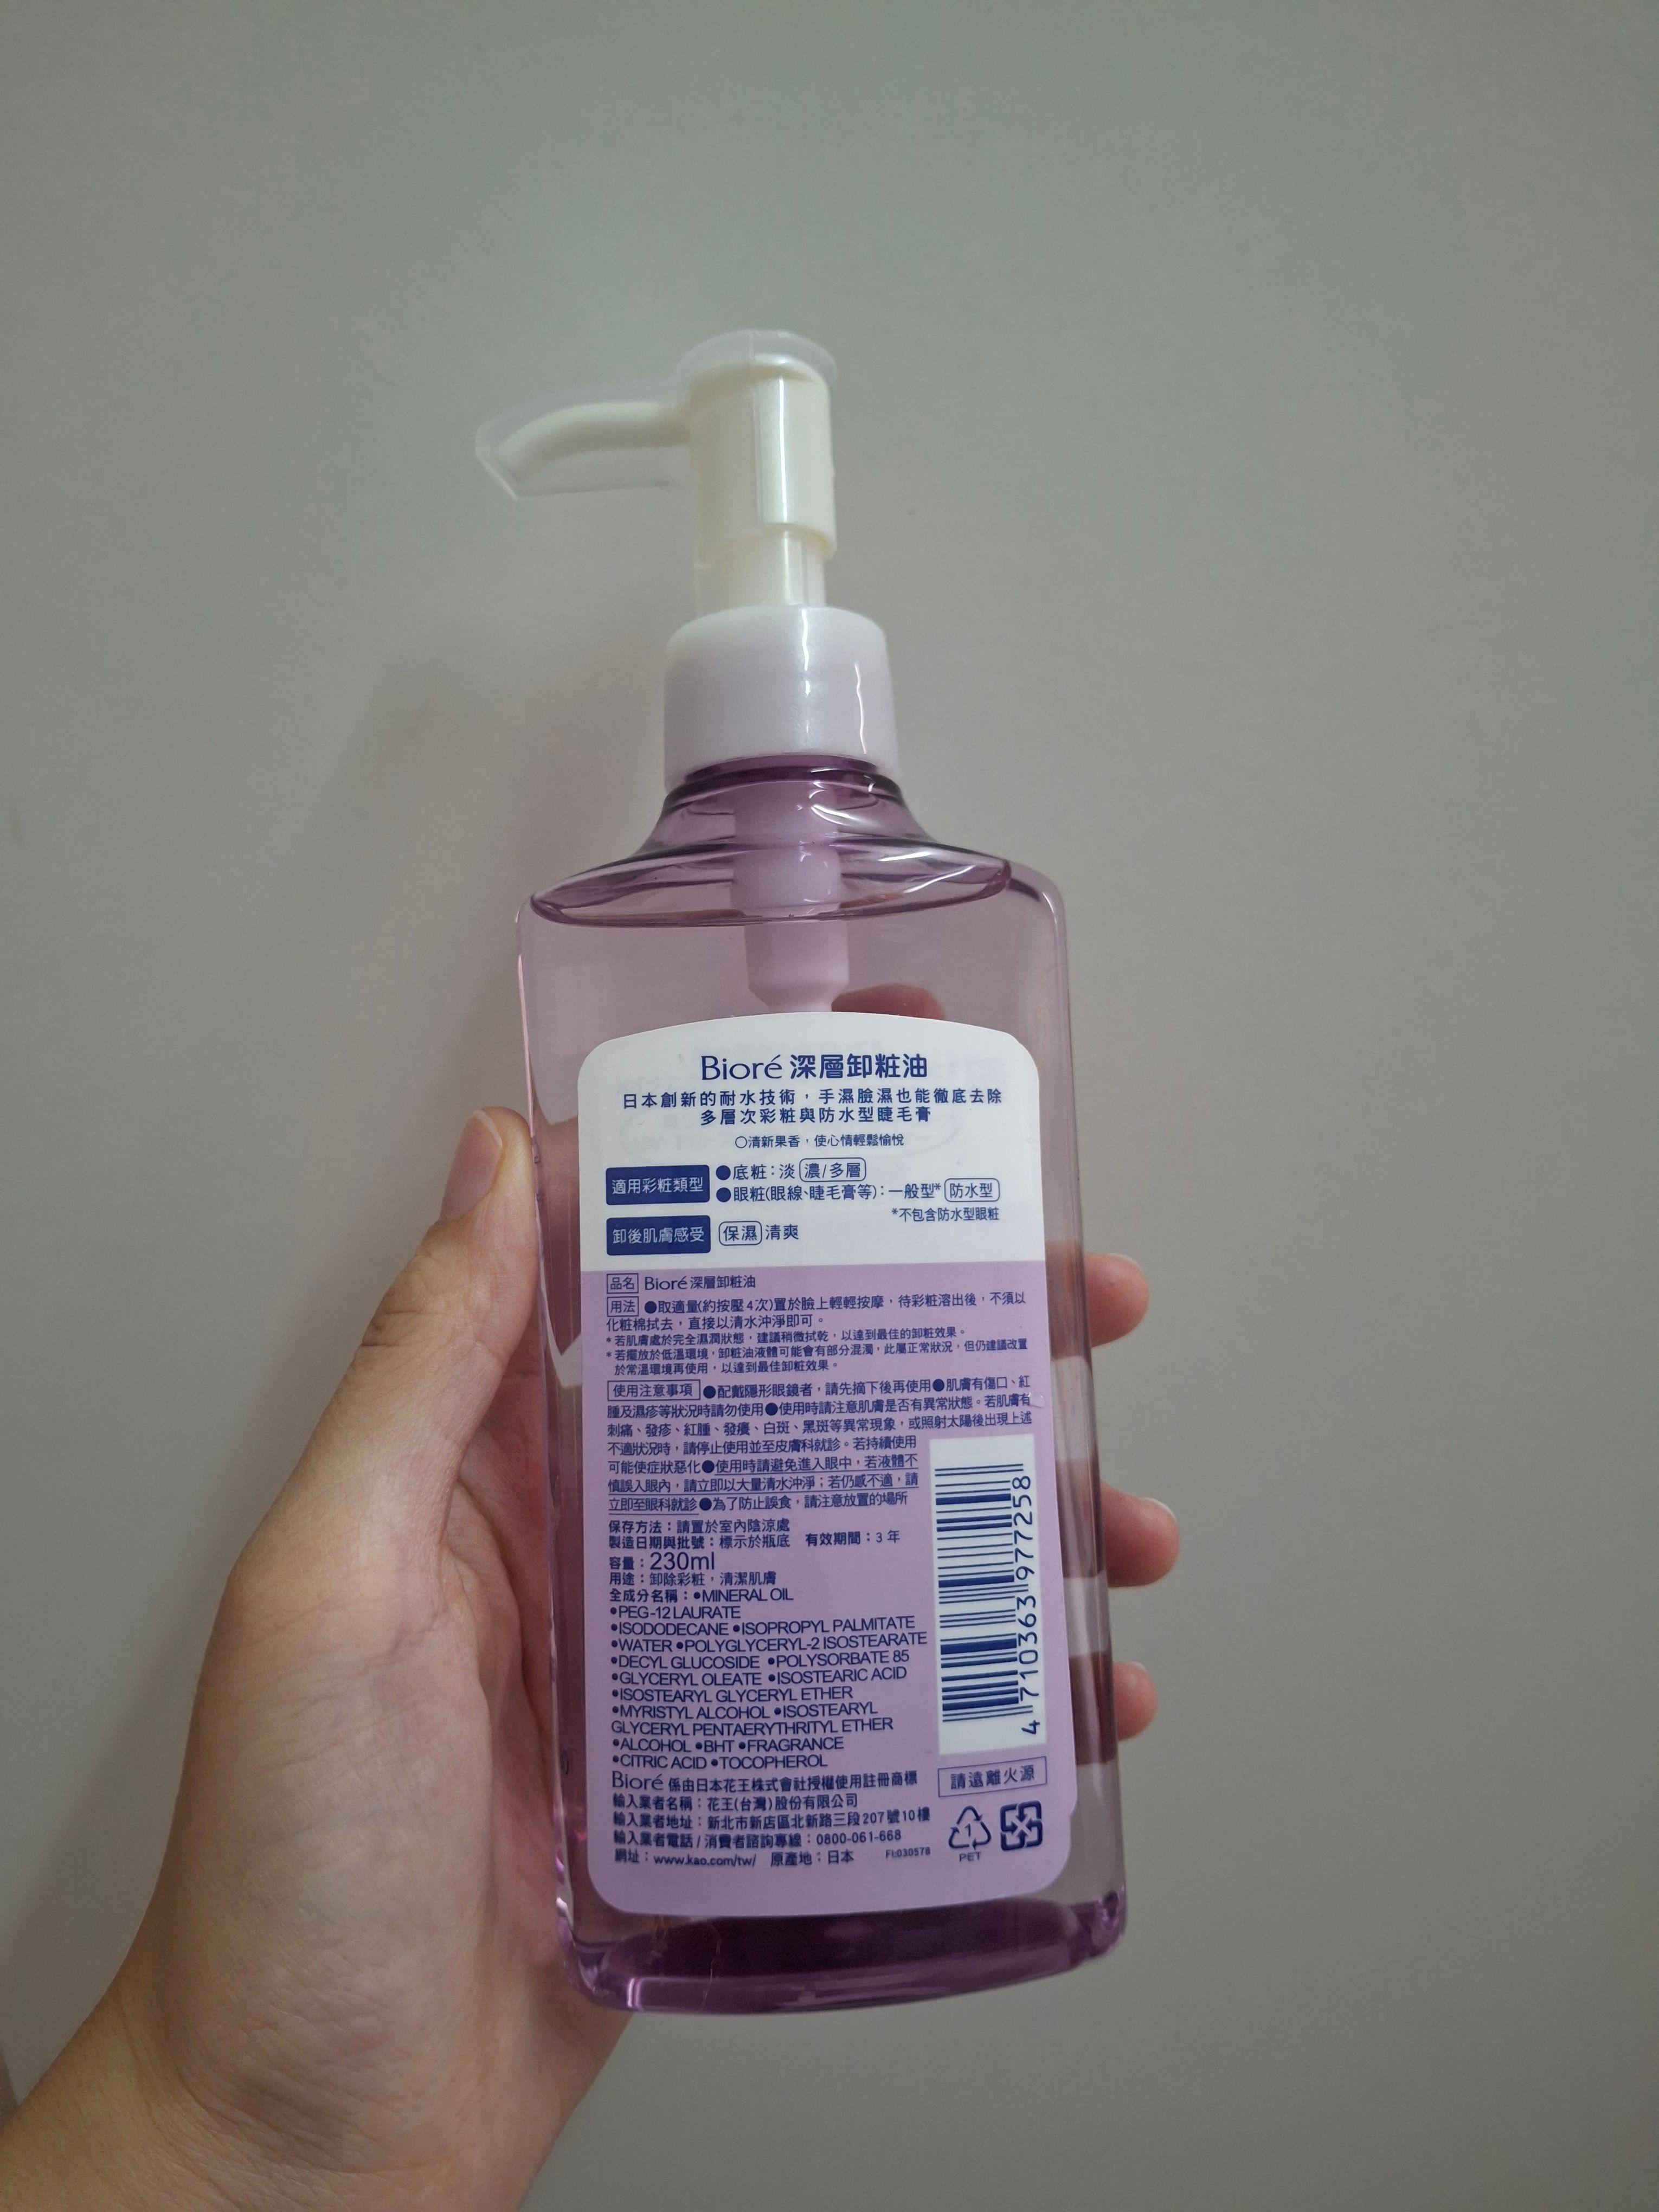 Bioré 深層卸粧油
日本創新的耐水技術，手濕臉濕也能徹底去除
多層次彩粧與防水型睫毛膏
○清新果香，使心情輕鬆愉悅
適用彩粧類型
●底粧：淡 濃/多層
●眼粧(眼線、睫毛膏等)：一般型* 防水型
*不包含防水型眼粧
卸後肌膚感受 保濕 清爽
品名 Bioré 深層卸粧油
用法 ●取適量(約按壓4次)置於臉上輕輕按摩，待彩粧溶出後，不須以
化粧棉拭去，直接以清水沖淨即可。
*若肌膚處於完全濕潤狀態，建議稍微拭乾，以達到最佳的卸粧效果。
*若擺放於低溫環境，卸粧油液體可能會有部分混濁，此屬正常狀況，但仍建議改置
於常溫環境再使用，以達到最佳卸粧效果。
使用注意事項 ●配戴隱形眼鏡者，請先摘下後再使用●肌膚有傷口、紅
腫及濕疹等狀況時請勿使用●使用時請注意肌膚是否有異常狀態。若肌膚有
刺痛、發疹、紅腫、發癢、白斑、黑斑等異常現象，或照射太陽後出現上述
不適狀況時，請停止使用並至皮膚科就診。若持續使用
可能使症狀惡化●使用時請避免進入眼中，若液體不
慎誤入眼內，請立即以大量清水沖淨；若仍感不適，請
立即至眼科就診●為了防止誤食，請注意放置的場所
保存方法：請置於室內陰涼處
製造日期與批號：標示於瓶底 有效期間：3年
容量：230ml
用途：卸除彩粧，清潔肌膚
全成分名稱：●MINERAL OIL
●PEG-12 LAURATE
●ISODODECANE ●ISOPROPYL PALMITATE
●WATER ●POLYGLYCERYL-2 ISOSTEARATE
●DECYL GLUCOSIDE ●POLYSORBATE 85
●GLYCERYL OLEATE ●ISOSTEARIC ACID
●ISOSTEARYL GLYCERYL ETHER
●MYRISTYL ALCOHOL ●ISOSTEARYL
GLYCERYL PENTAERYTHRITYL ETHER
●ALCOHOL ●BHT ●FRAGRANCE
●CITRIC ACID ●TOCOPHEROL
Bioré 係由日本花王株式會社授權使用註冊商標
輸入業者名稱：花王(台灣)股份有限公司
輸入業者地址：新北市新店區北新路三段207號10樓
輸入業者電話/消費者諮詢專線：0800-061-668
網址：www.kao.com/tw/ 原產地：日本 FI:030578
4 710363 977258
請遠離火源
1
PET